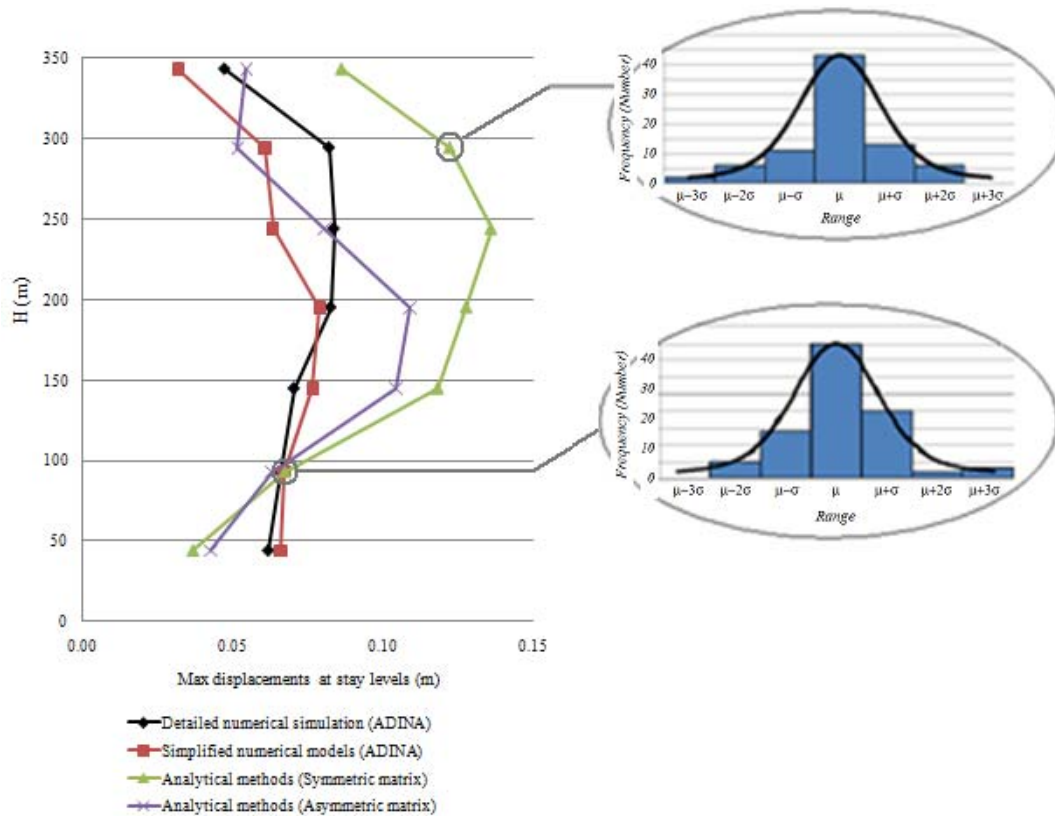 H (m)
350
300
250
200
150
100
50
0
0.00 0.05 0.10 0.15
Max displacements at stay levels (m)
Detailed numerical simulation (ADINA)
Simplified numerical models (ADINA)
Analytical methods (Symmetric matrix)
Analytical methods (Asymmetric matrix)
Frequency (Number)
40
30
20
10
0
μ−3σ μ−2σ μ−σ μ μ+σ μ+2σ μ+3σ
Range
Frequency (Number)
40
30
20
10
0
μ−3σ μ−2σ μ−σ μ μ+σ μ+2σ μ+3σ
Range